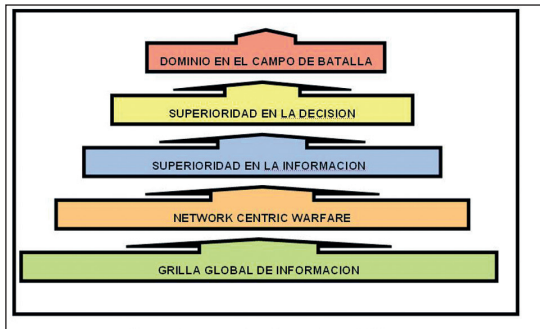 DOMINIO EN EL CAMPO DE BATALLA
SUPERIORIDAD EN LA DECISION
SUPERIORIDAD EN LA INFORMACION
NETWORK CENTRIC WARFARE
GRILLA GLOBAL DE INFORMACION